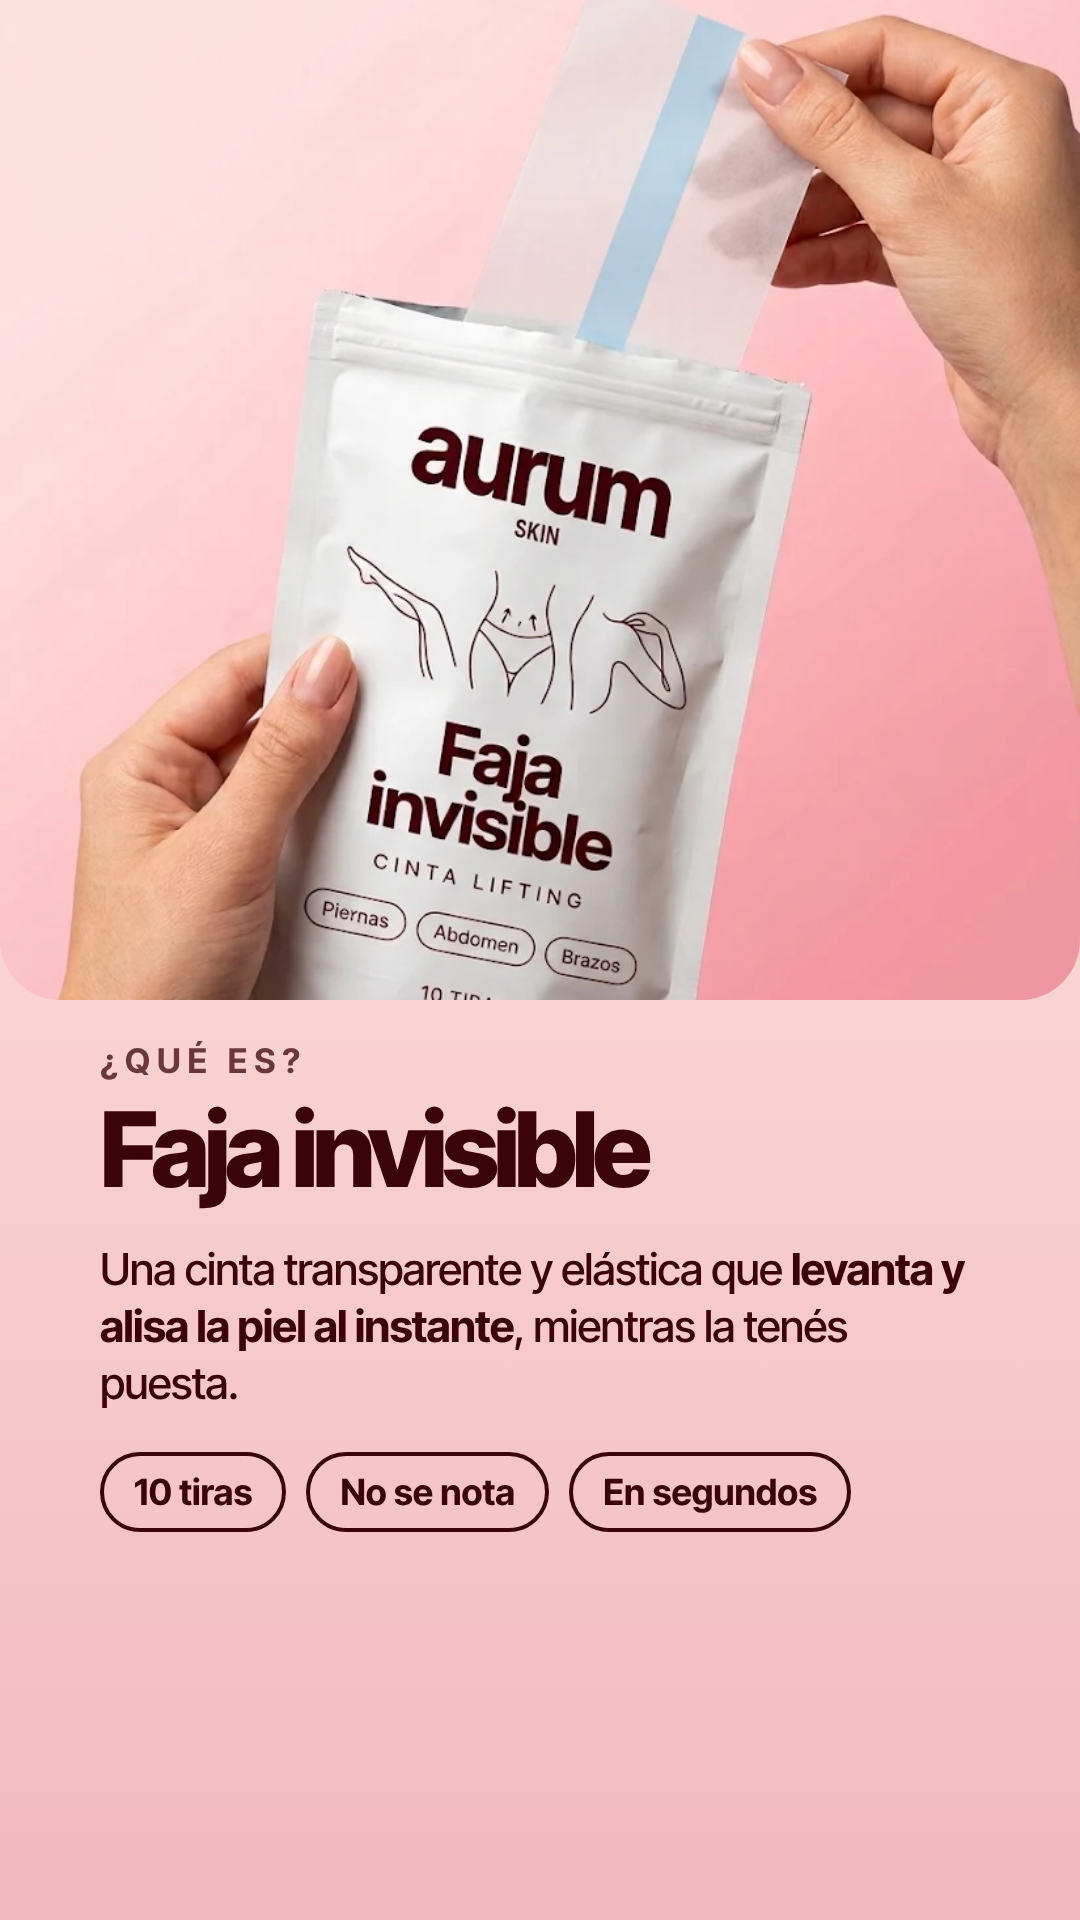 aurum
SKIN
Faja
invisible
CINTA LIFTING
Piernas
Abdomen
Brazos
¿QUÉ ES?
Faja invisible
Una cinta transparente y elástica que levanta y
alisa la piel al instante, mientras la tenés
puesta.
10 tiras
No se nota
En segundos